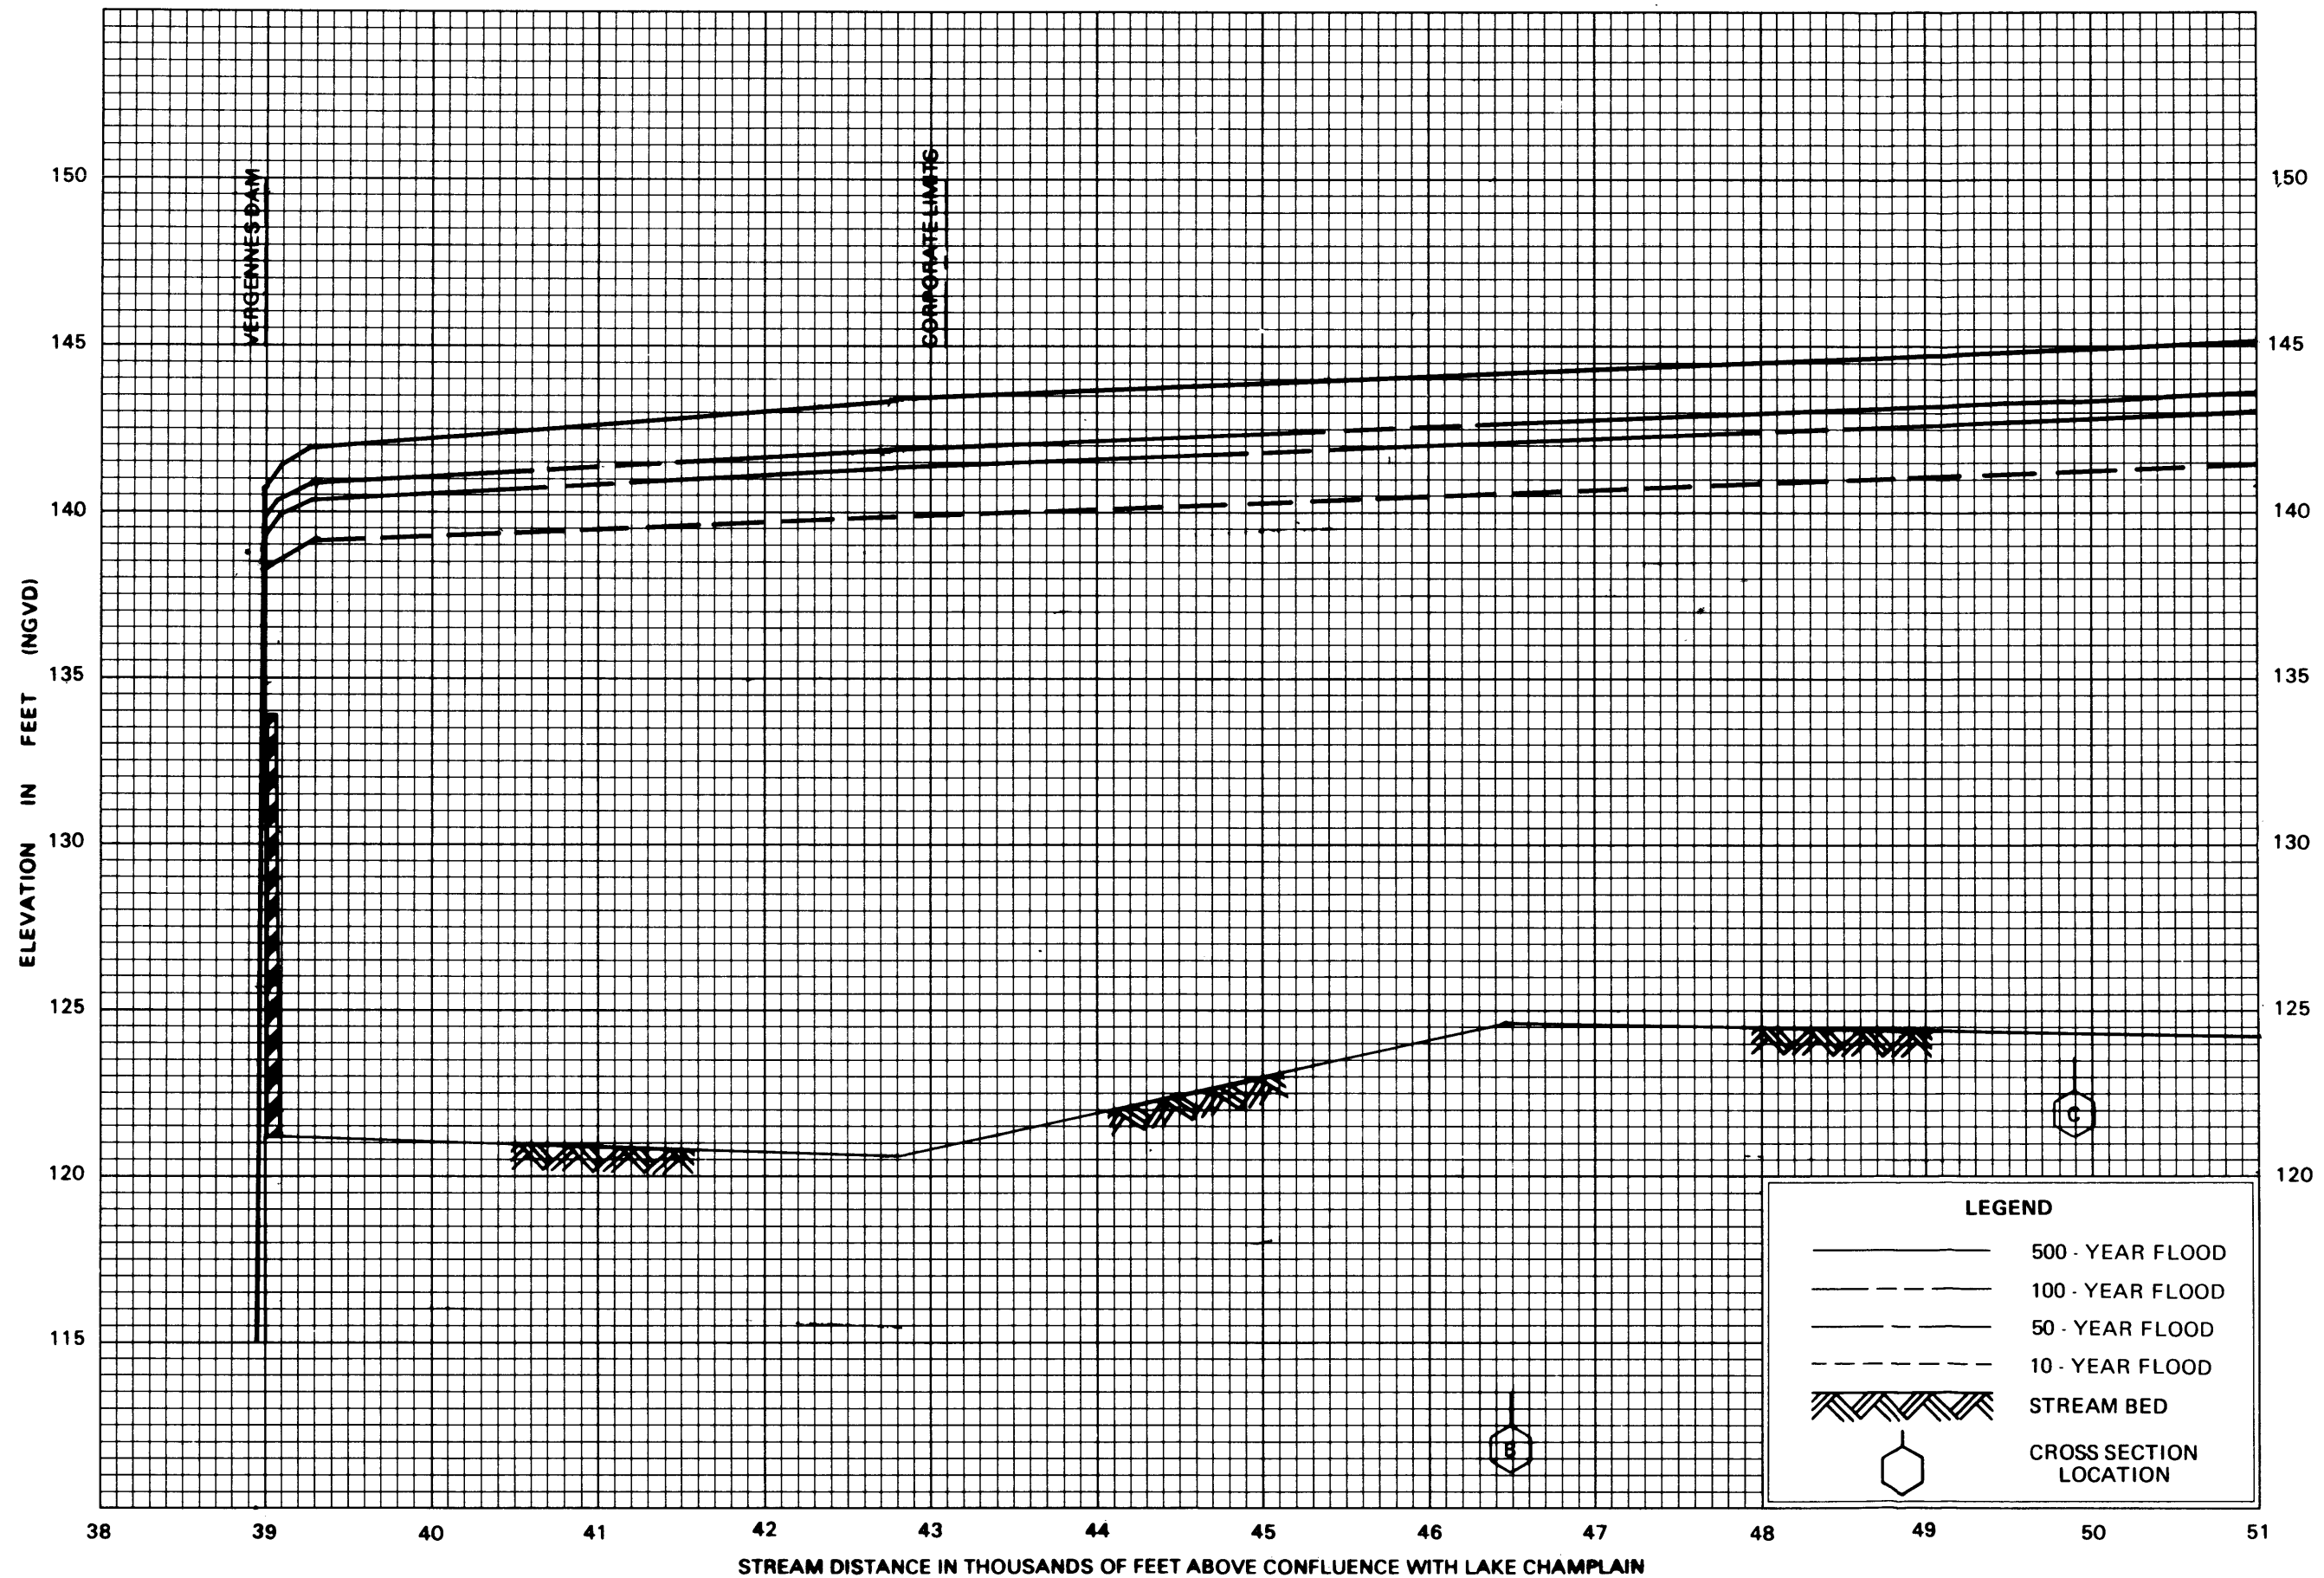 VERGENNES DAM
CORPORATE LIMITS
150
145
140
135
130
125
120
115
150
145
140
135
130
125
120
ELEVATION IN FEET (NGVD)
C
B
LEGEND
500 - YEAR FLOOD
100 - YEAR FLOOD
50 - YEAR FLOOD
10 - YEAR FLOOD
STREAM BED
CROSS SECTION
LOCATION
38 39 40 41 42 43 44 45 46 47 48 49 50 51
STREAM DISTANCE IN THOUSANDS OF FEET ABOVE CONFLUENCE WITH LAKE CHAMPLAIN